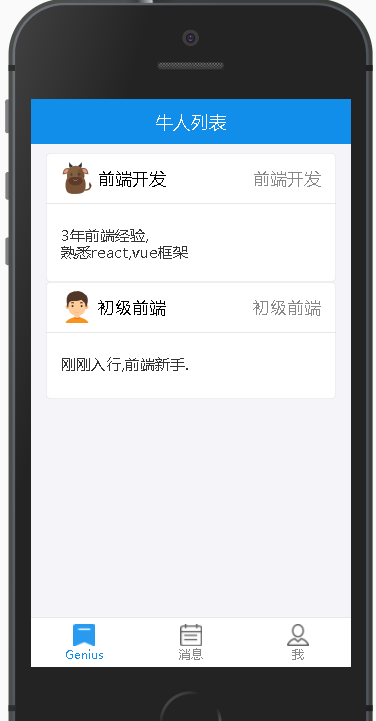 牛人列表
前端开发 前端开发
3年前端经验,
熟悉react,vue框架
初级前端 初级前端
刚刚入行,前端新手.
Genius 消息 我